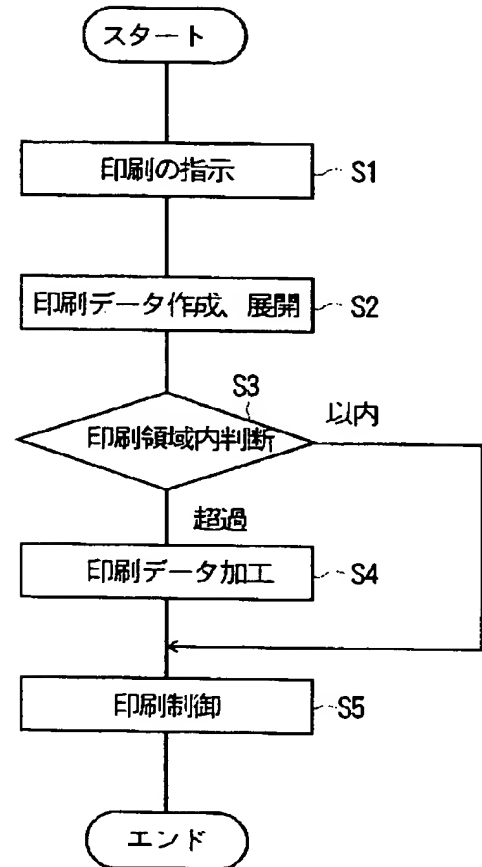 スタート
印刷の指示
S1
印刷データ作成、展開
S2
S3
印刷領域内判断
以内
超過
印刷データ加工
S4
印刷制御
S5
エンド